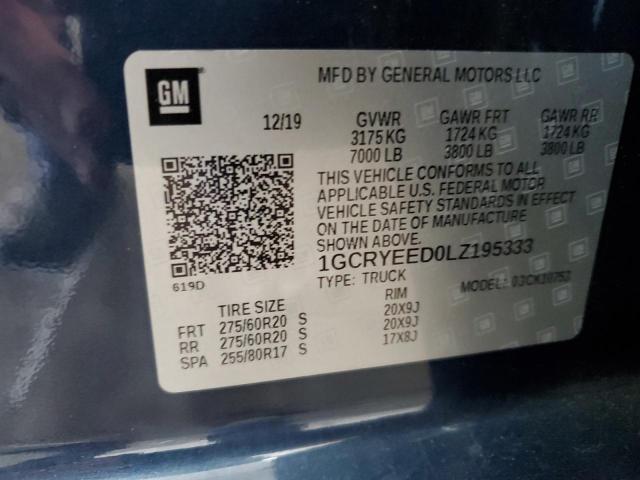 GM
MFD BY GENERAL MOTORS LLC
12/19 GVWR GAWR FRT GAWR RR
3175 KG 1724 KG 1724 KG
7000 LB 3800 LB 3800 LB
THIS VEHICLE CONFORMS TO ALL
APPLICABLE U.S. FEDERAL MOTOR
VEHICLE SAFETY STANDARDS IN EFFECT
ON THE DATE OF MANUFACTURE
SHOWN ABOVE.
1GCRYEED0LZ195333
619D TYPE: TRUCK MODEL: 03CK10753
TIRE SIZE RIM
FRT 275/60R20 S 20X9J
RR 275/60R20 S 20X9J
SPA 255/80R17 S 17X8J